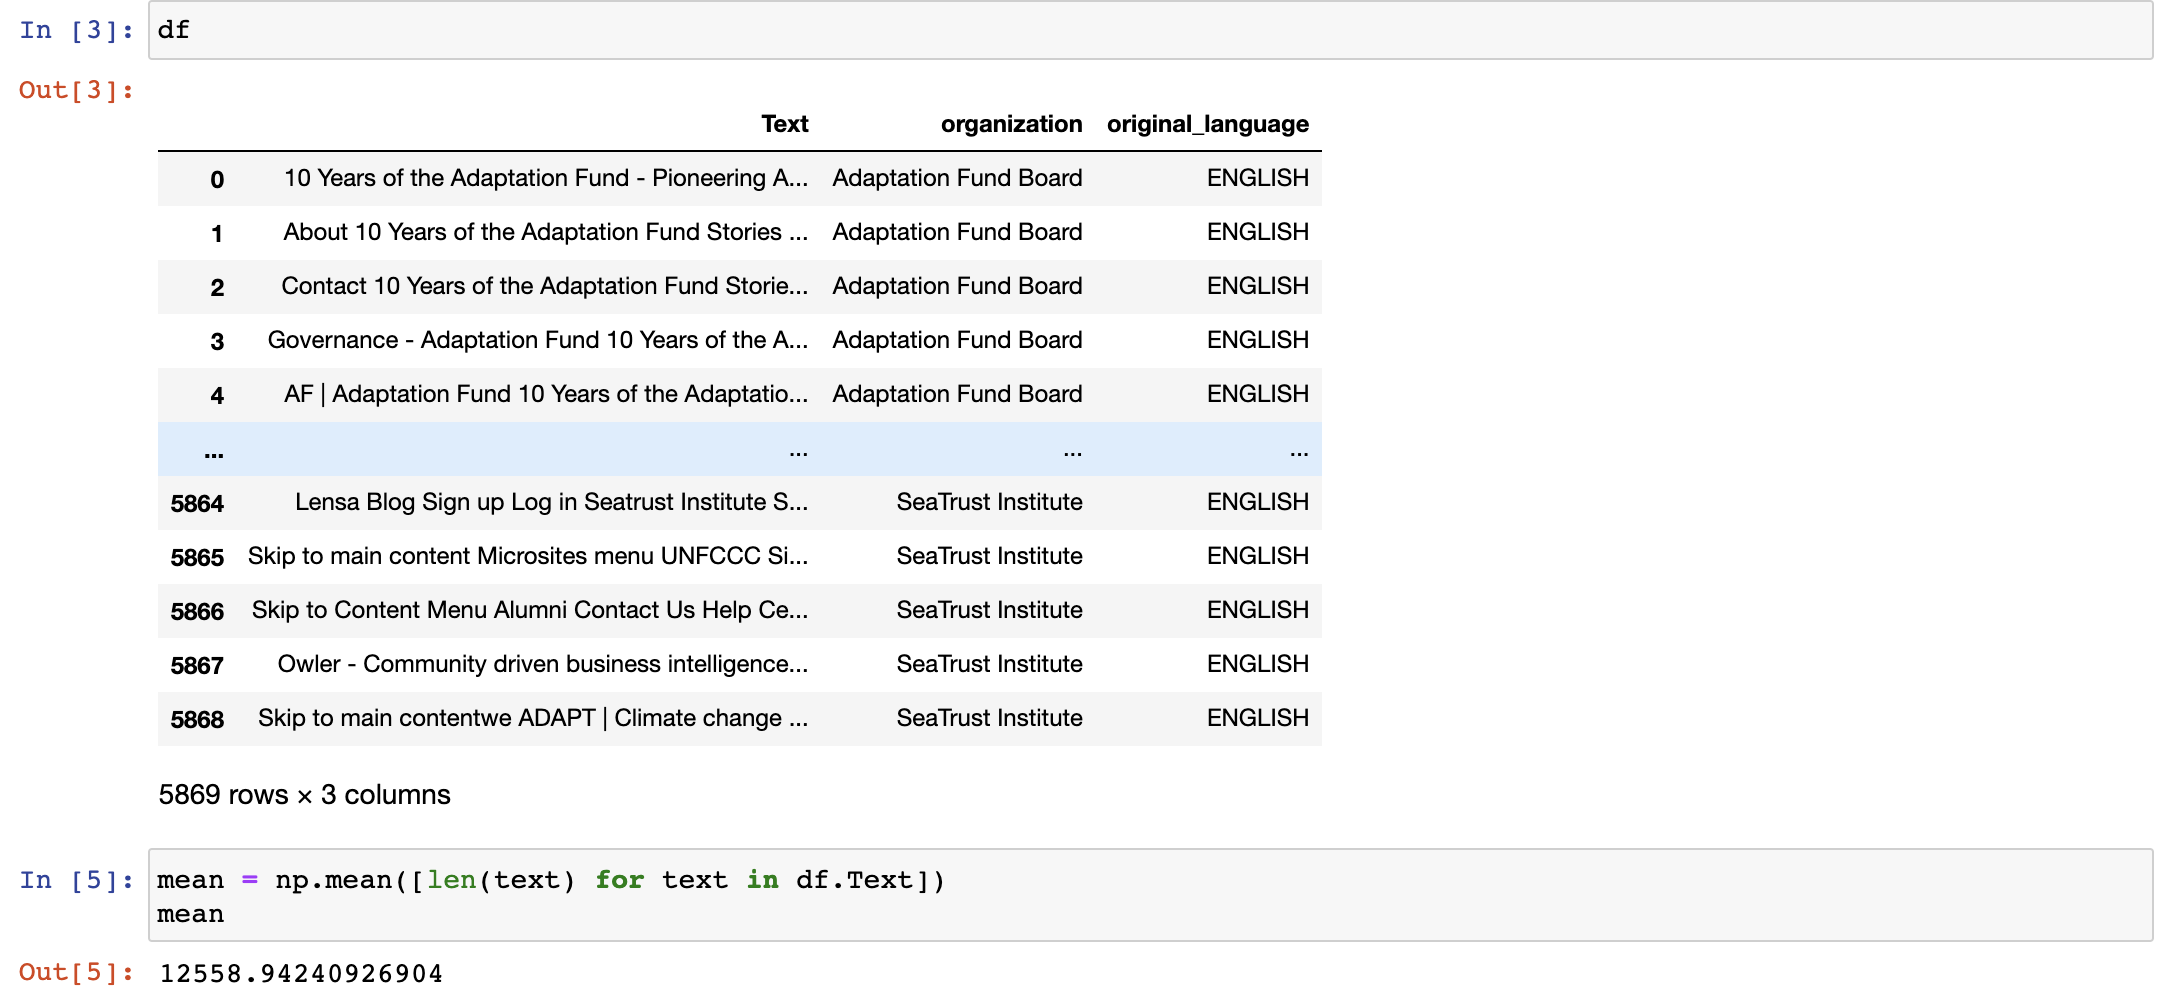 In [3]: df
Out[3]:
Text organization original_language
0 10 Years of the Adaptation Fund - Pioneering A... Adaptation Fund Board ENGLISH
1 About 10 Years of the Adaptation Fund Stories ... Adaptation Fund Board ENGLISH
2 Contact 10 Years of the Adaptation Fund Storie... Adaptation Fund Board ENGLISH
3 Governance - Adaptation Fund 10 Years of the A... Adaptation Fund Board ENGLISH
4 AF | Adaptation Fund 10 Years of the Adaptatio... Adaptation Fund Board ENGLISH
... ... ... ...
5864 Lensa Blog Sign up Log in Seatrust Institute S... SeaTrust Institute ENGLISH
5865 Skip to main content Microsites menu UNFCCC Si... SeaTrust Institute ENGLISH
5866 Skip to Content Menu Alumni Contact Us Help Ce... SeaTrust Institute ENGLISH
5867 Owler - Community driven business intelligence... SeaTrust Institute ENGLISH
5868 Skip to main contentwe ADAPT | Climate change ... SeaTrust Institute ENGLISH
5869 rows × 3 columns
In [5]: mean = np.mean([len(text) for text in df.Text])
mean
Out[5]: 12558.94240926904